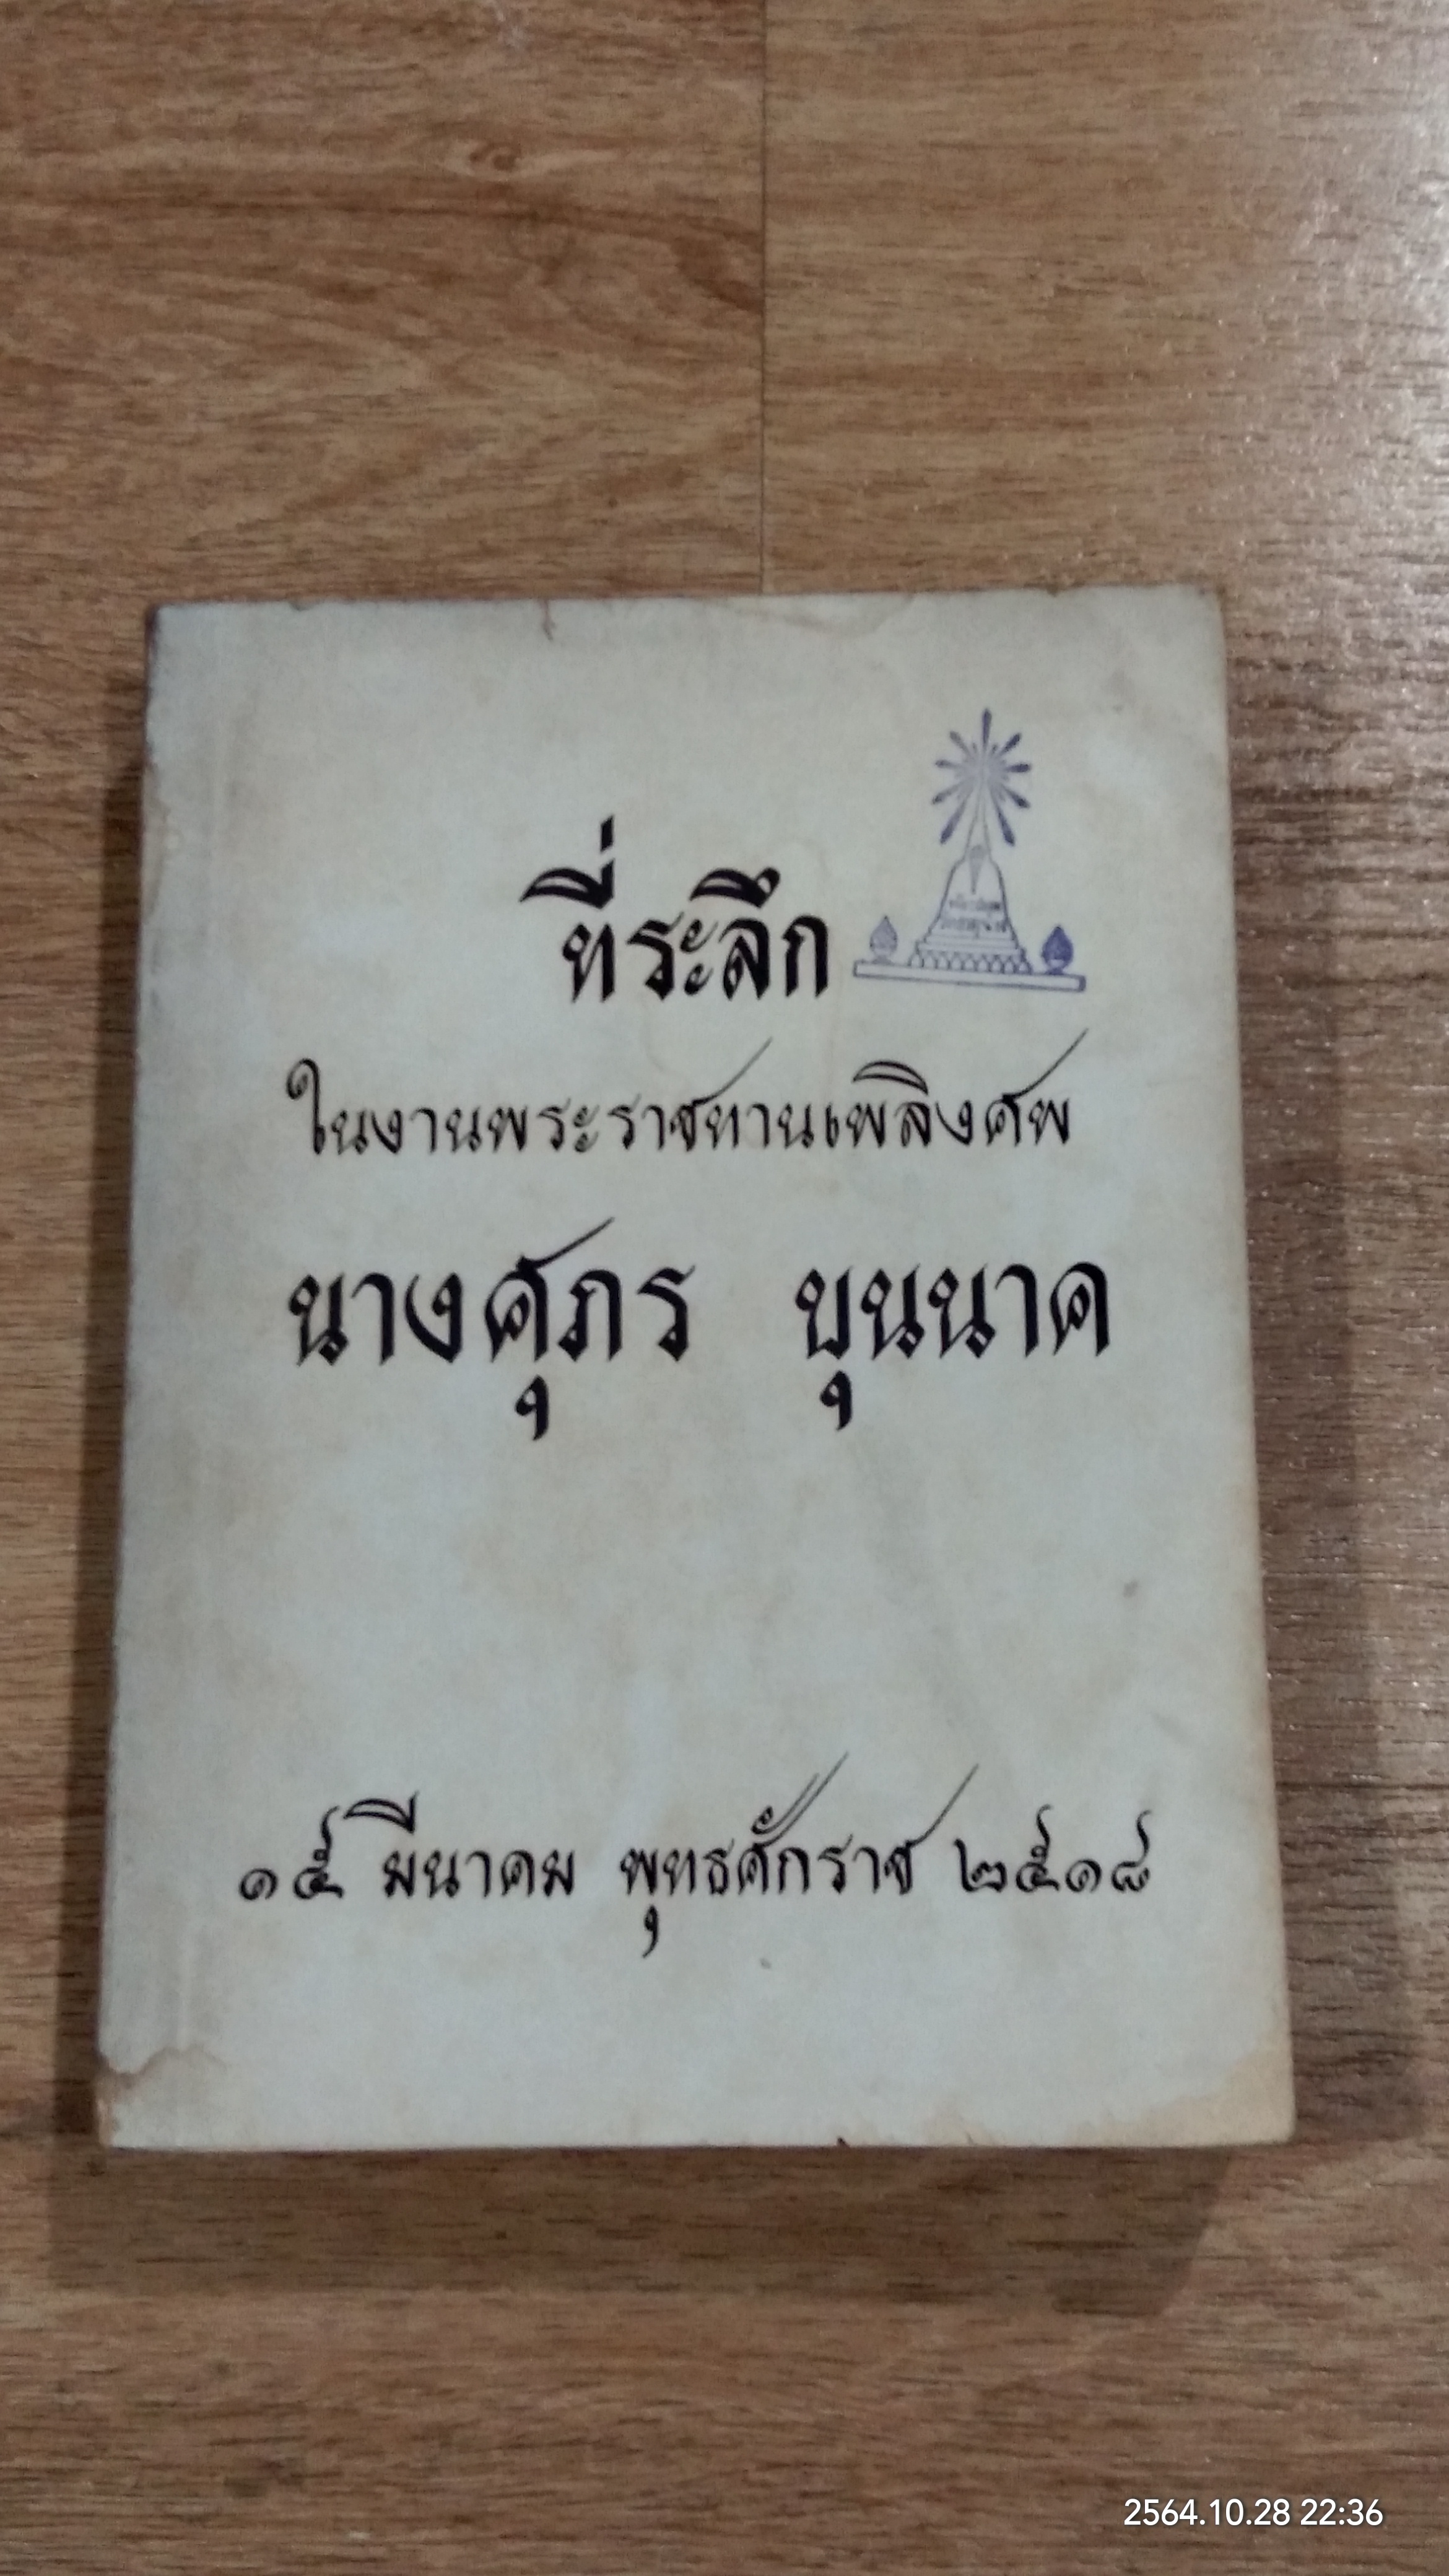 ที่ระลึก
ในงานพระราชทานเพลิงศพ
นางศุภร บุนนาค
๑๕ มีนาคม พุทธศักราช ๒๕๑๘
2564.10.28 22:36